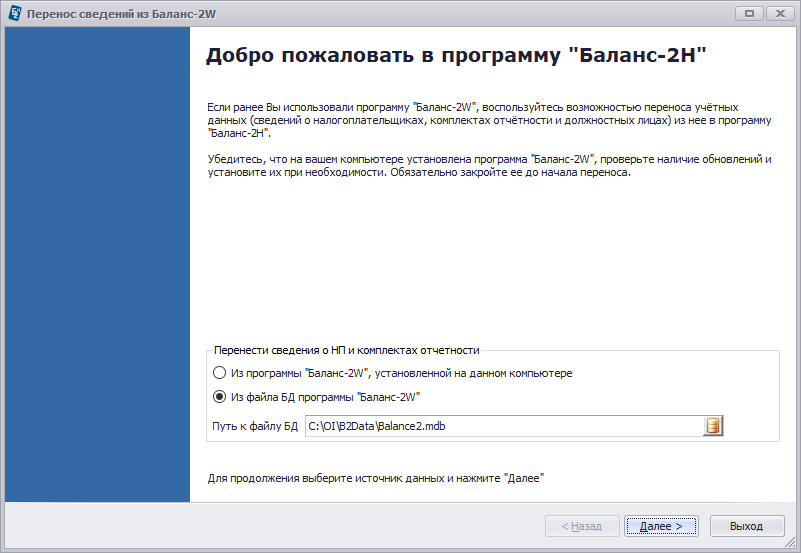 Перенос сведений из Баланс-2W
Добро пожаловать в программу "Баланс-2Н"
Если ранее Вы использовали программу "Баланс-2W", воспользуйтесь возможностью переноса учётных
данных (сведений о налогоплательщиках, комплектах отчётности и должностных лицах) из нее в программу
"Баланс-2Н".
Убедитесь, что на вашем компьютере установлена программа "Баланс-2W", проверьте наличие обновлений и
установите их при необходимости. Обязательно закройте ее до начала переноса.
Перенести сведения о НП и комплектах отчетности
Из программы "Баланс-2W", установленной на данном компьютере
Из файла БД программы "Баланс-2W"
Путь к файлу БД C:\OI\B2Data\Balance2.mdb
Для продолжения выберите источник данных и нажмите "Далее"
< Назад Далее > Выход